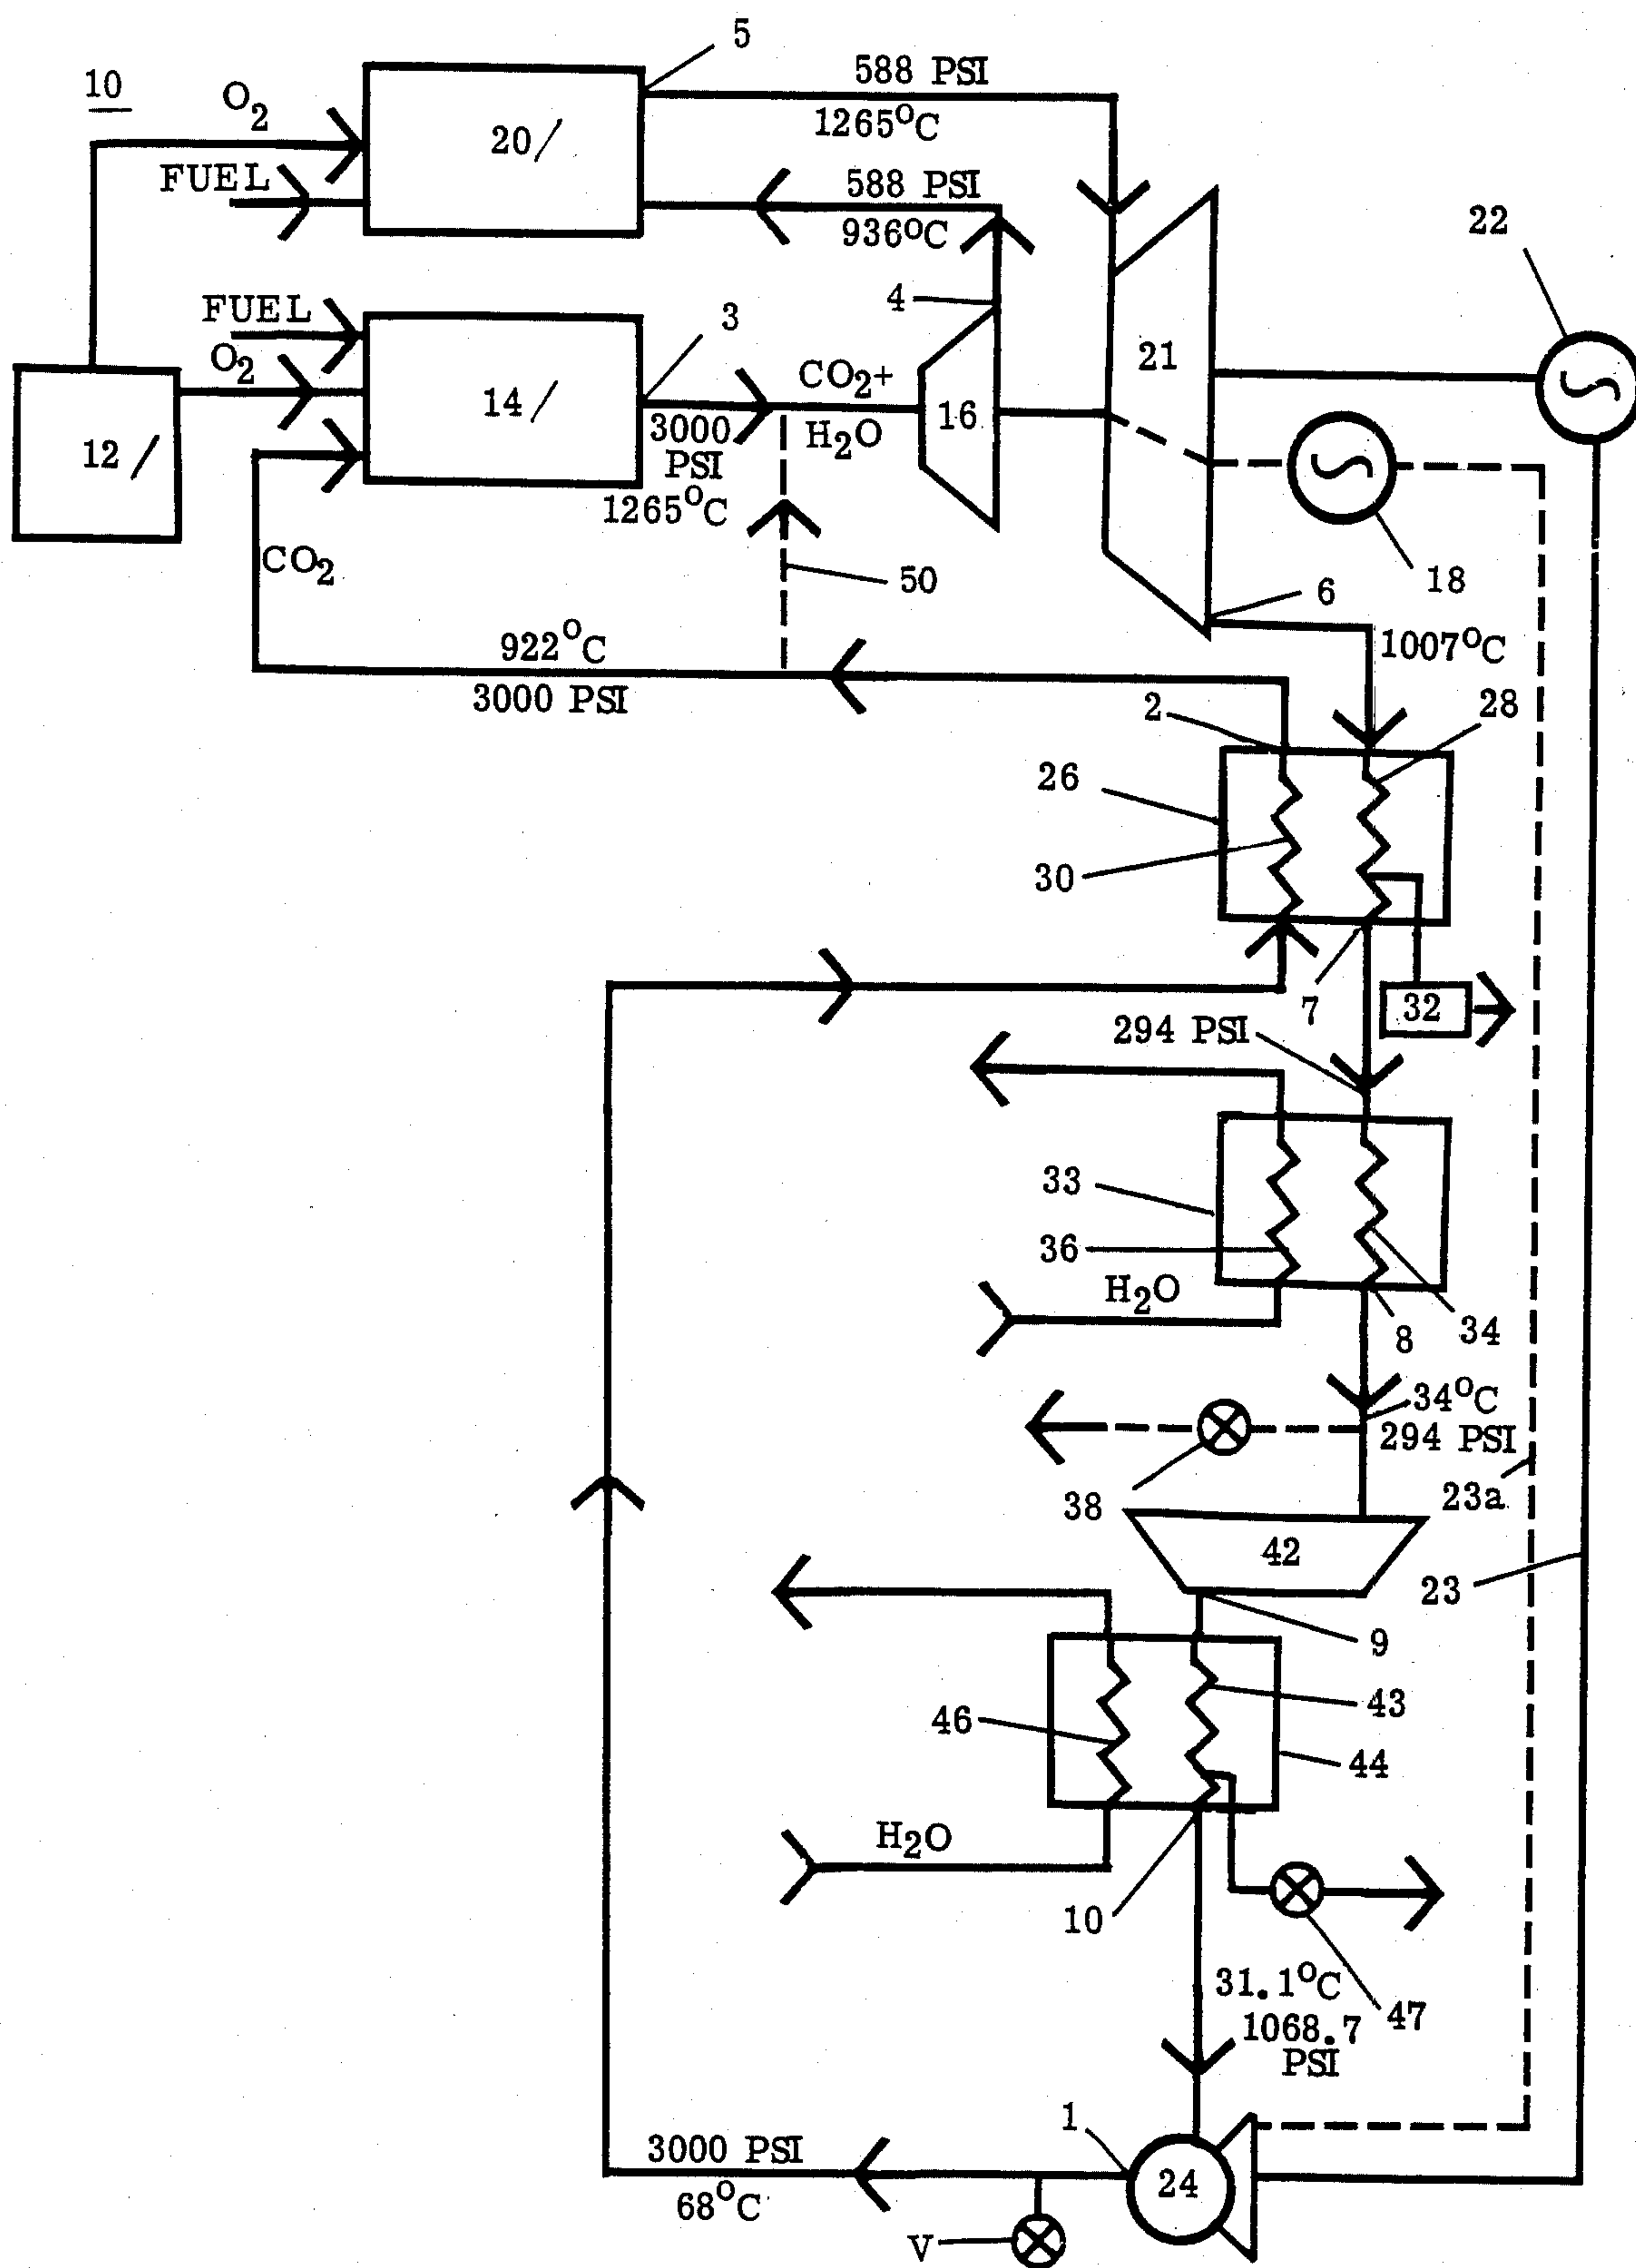 10
O2
FUEL
20/
5
588 PSI
1265°C
588 PSI
936°C
22
FUEL
O2
14/
3
4
CO2+
H2O
3000
PSI
1265°C
16
21
12/
CO2
50
18
6
1007°C
922°C
3000 PSI
2
28
26
30
7
32
294 PSI
33
36
H2O
8
34
34°C
294 PSI
38
23a
42
23
9
46
43
44
H2O
10
47
31.1°C
1068.7
PSI
1
3000 PSI
68°C
24
V